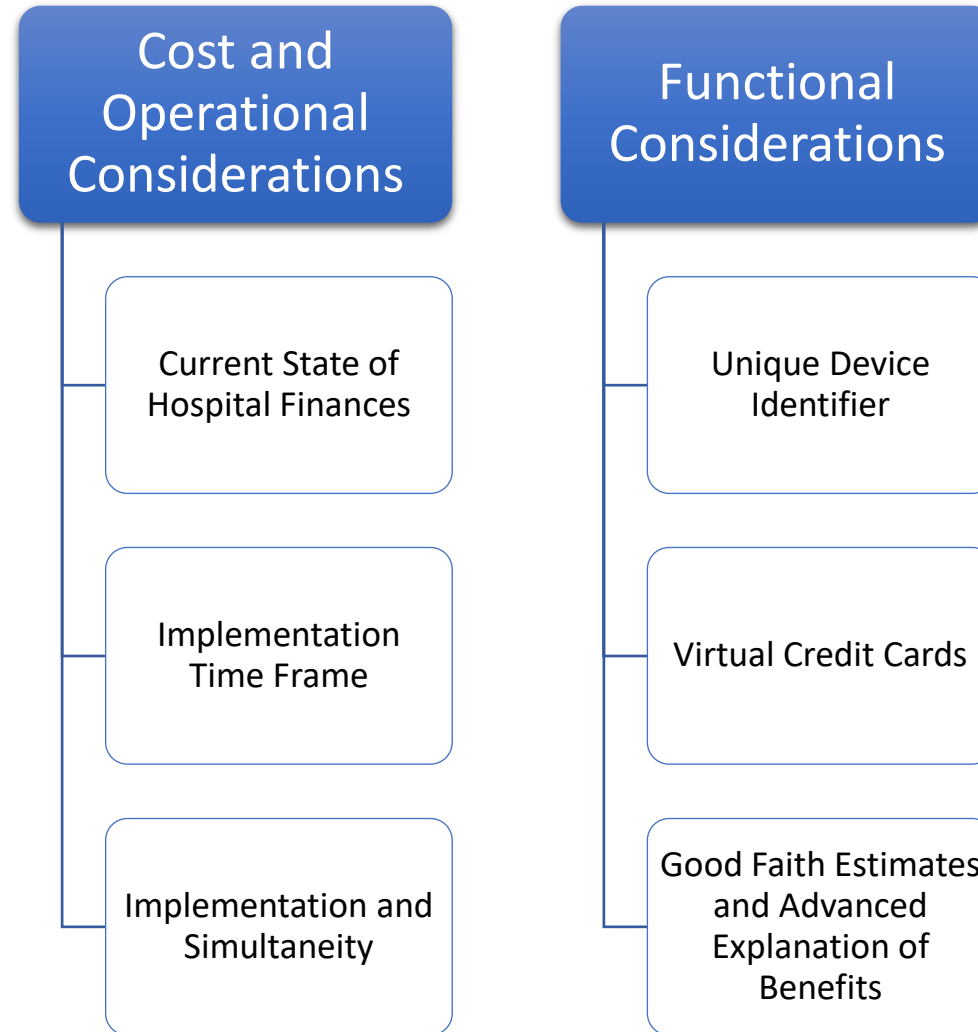 Cost and
Operational
Considerations
Current State of
Hospital Finances
Implementation
Time Frame
Implementation and
Simultaneity
Functional
Considerations
Unique Device
Identifier
Virtual Credit Cards
Good Faith Estimates
and Advanced
Explanation of
Benefits